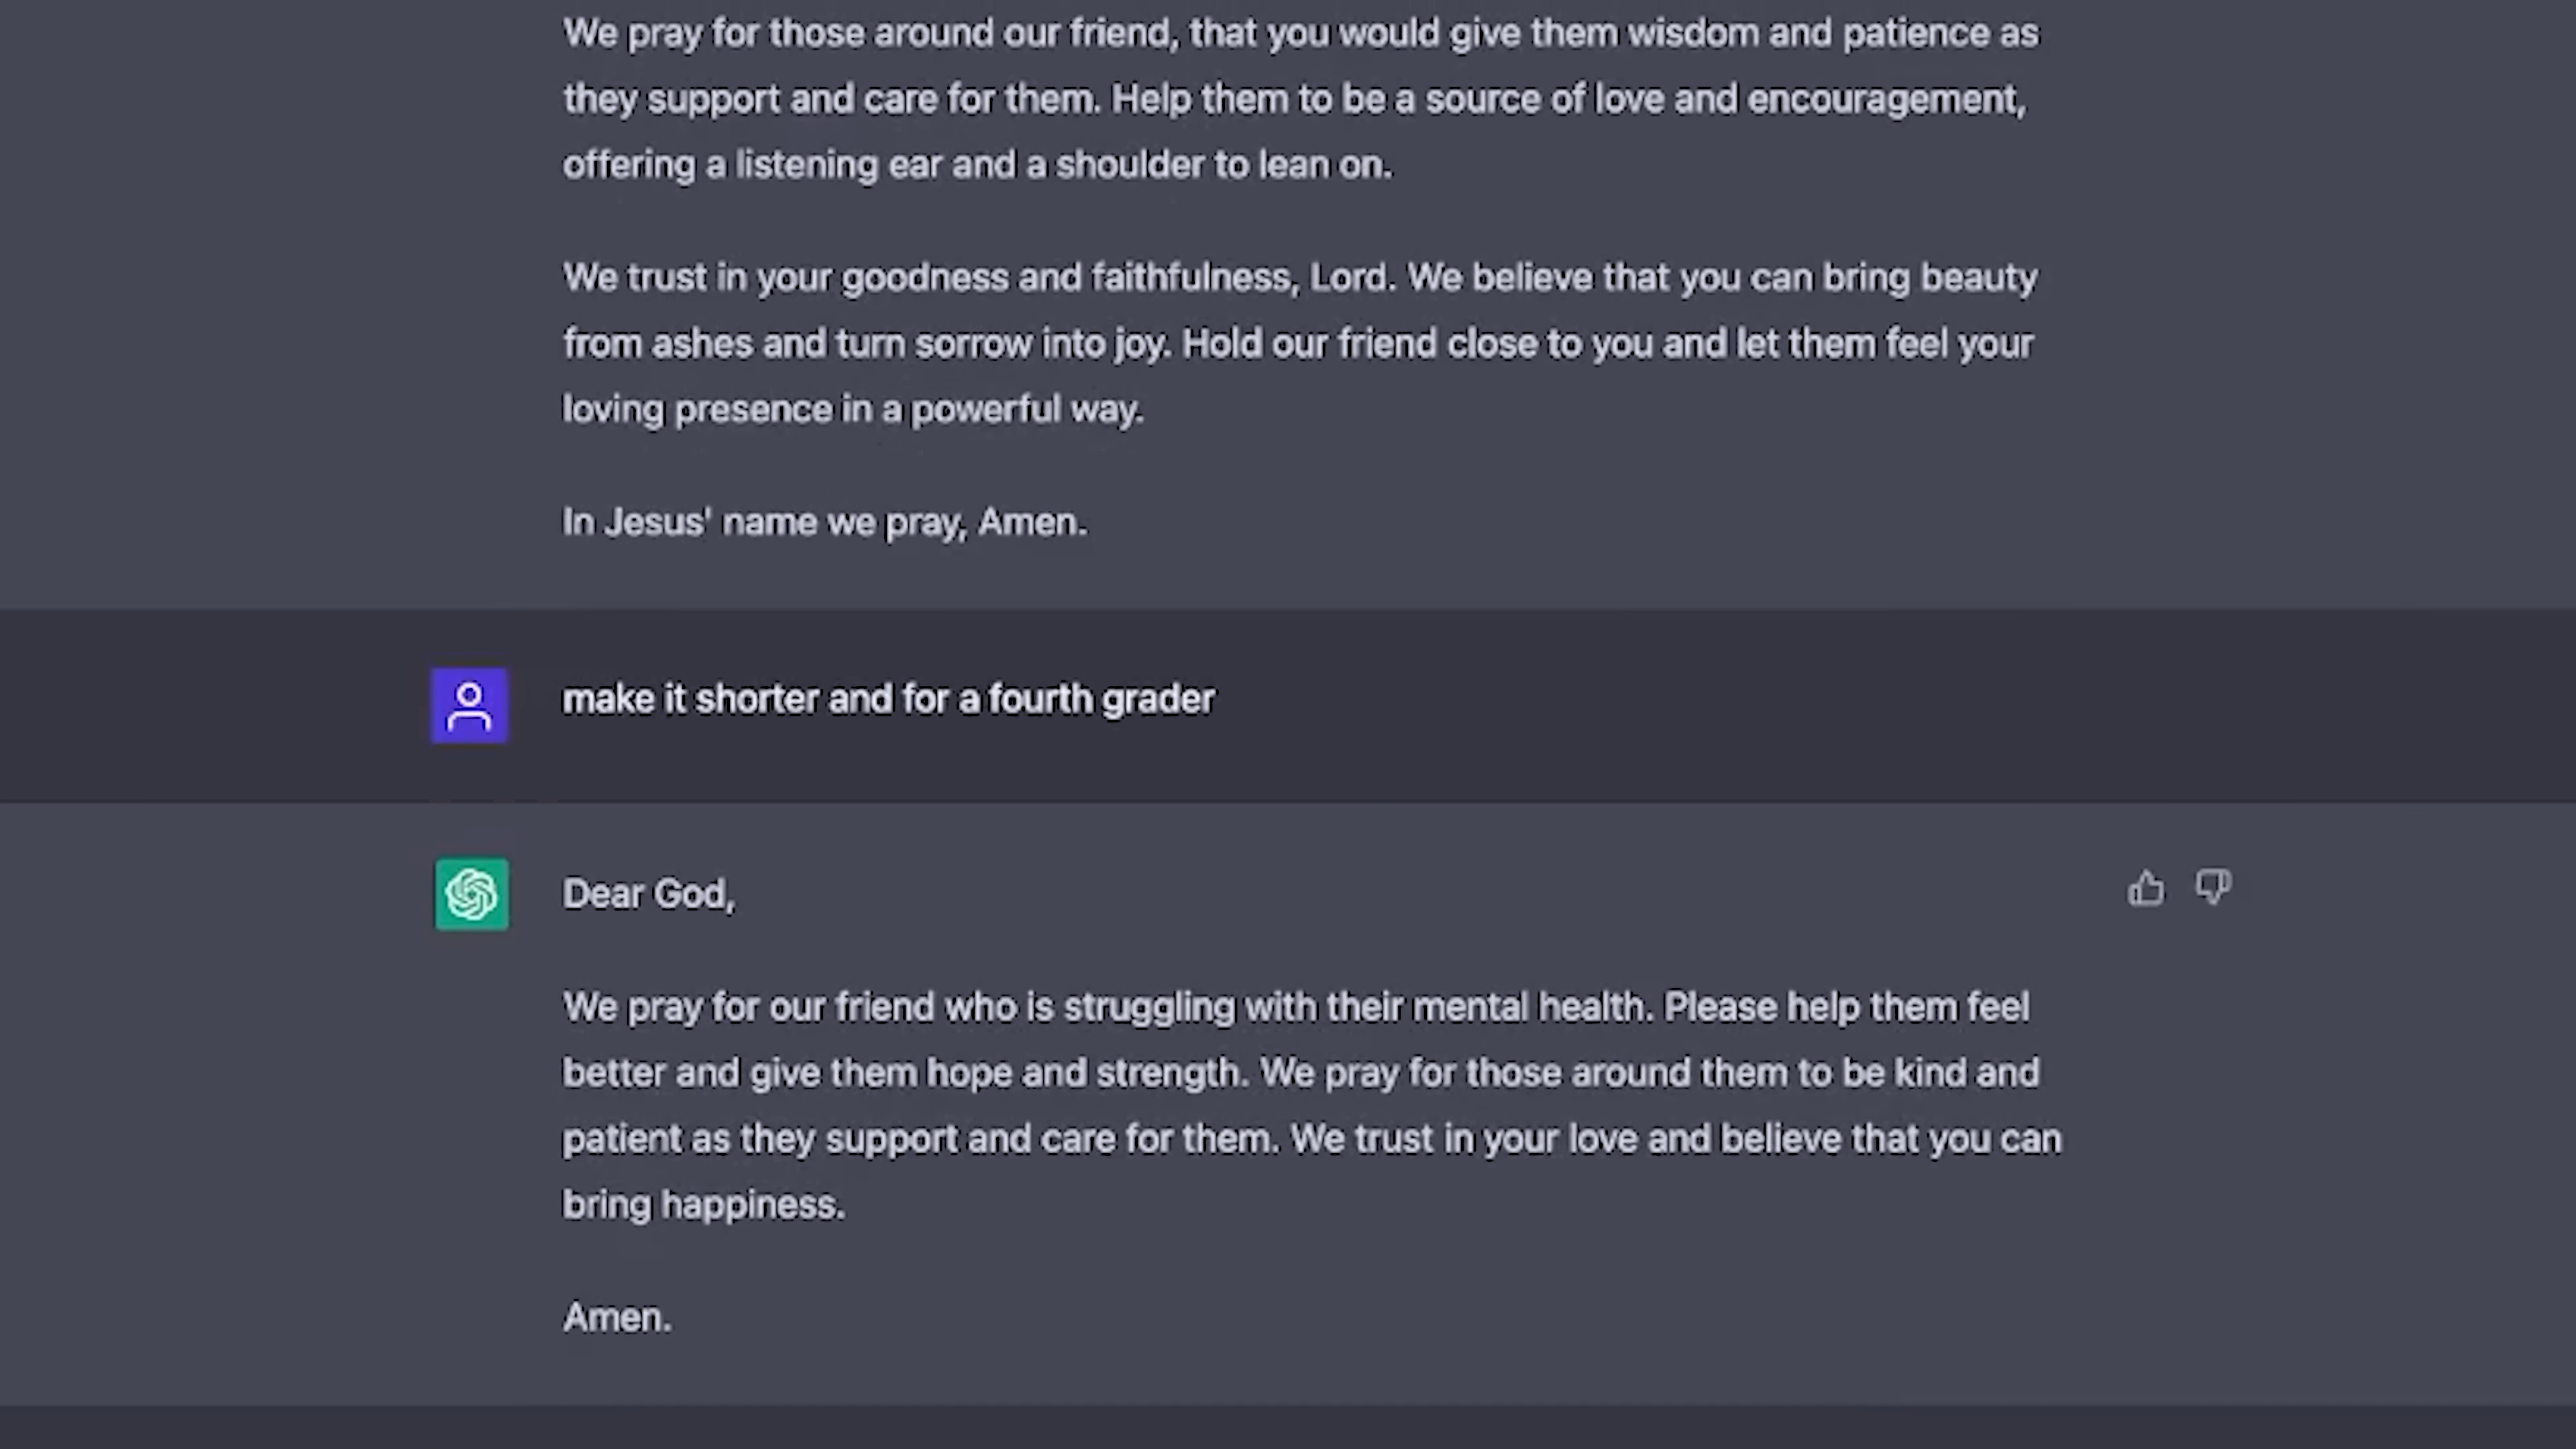 We pray for those around our friend, that you would give them wisdom and patience as
they support and care for them. Help them to be a source of love and encouragement,
offering a listening ear and a shoulder to lean on.
We trust in your goodness and faithfulness, Lord. We believe that you can bring beauty
from ashes and turn sorrow into joy. Hold our friend close to you and let them feel your
loving presence in a powerful way.
In Jesus' name we pray, Amen.
make it shorter and for a fourth grader
Dear God,
We pray for our friend who is struggling with their mental health. Please help them feel
better and give them hope and strength. We pray for those around them to be kind and
patient as they support and care for them. We trust in your love and believe that you can
bring happiness.
Amen.